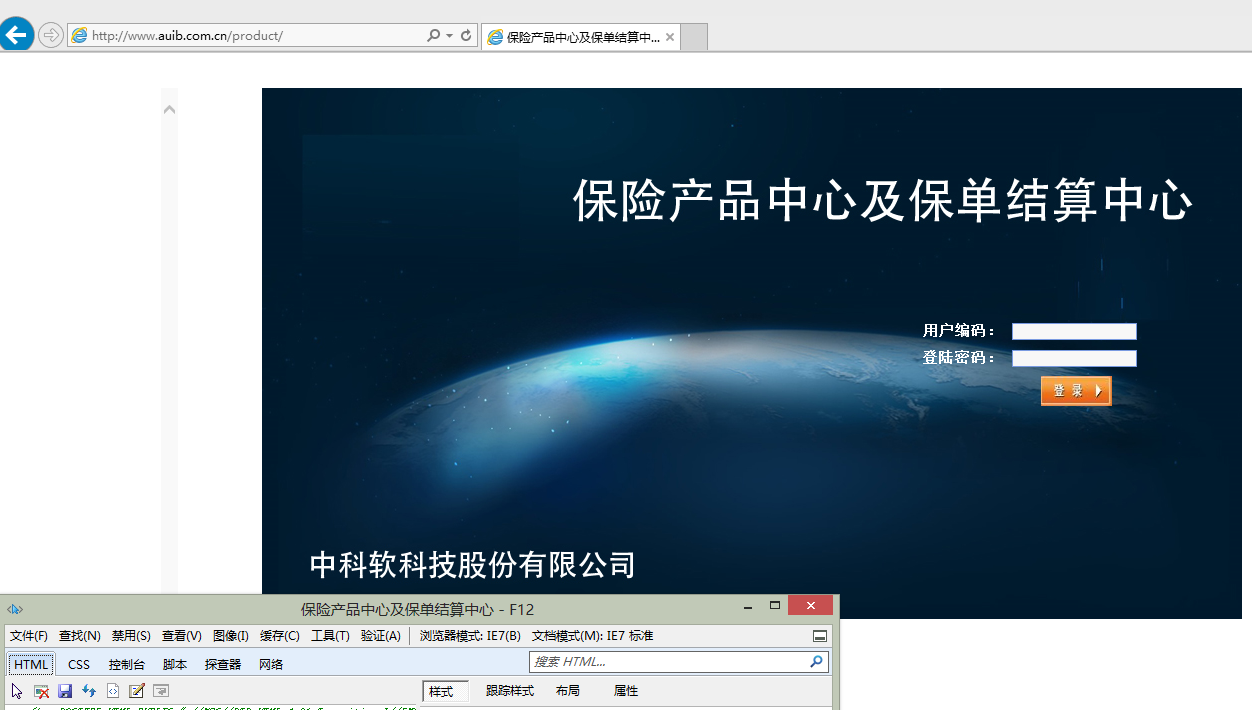 http://www.auib.com.cn/product/
保险产品中心及保单结算中...
保险产品中心及保单结算中心
用户编码：
登陆密码：
登 录
中科软科技股份有限公司
保险产品中心及保单结算中心 - F12
文件(F) 查找(N) 禁用(S) 查看(V) 图像(I) 缓存(C) 工具(T) 验证(A) 浏览器模式: IE7(B) 文档模式(M): IE7 标准
HTML CSS 控制台 脚本 探查器 网络 搜索 HTML...
样式 跟踪样式 布局 属性